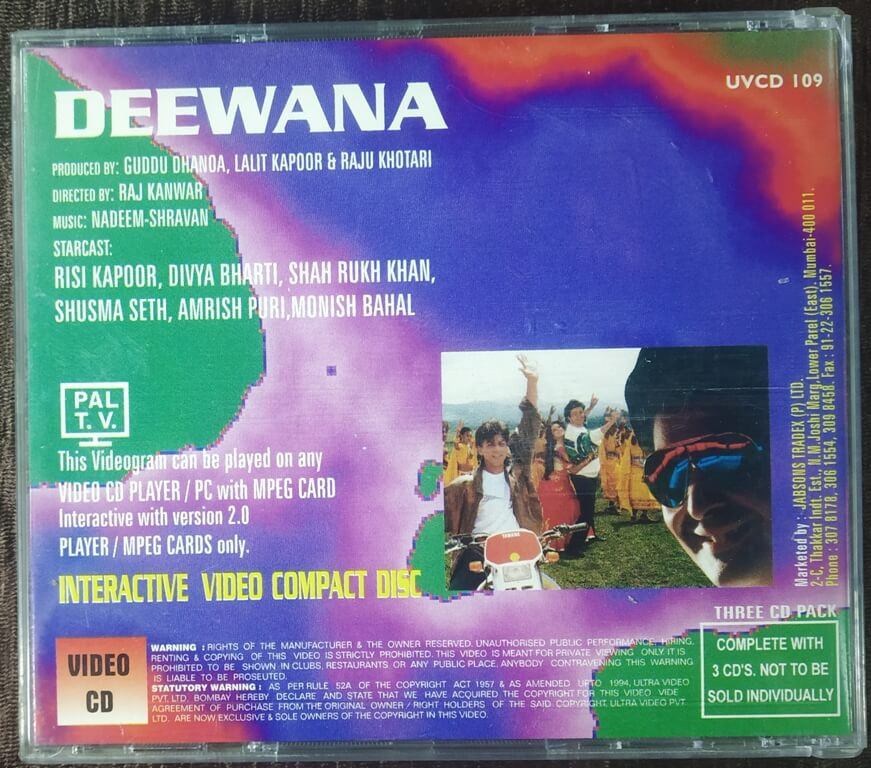 DEEWANA
UVCD 109
PRODUCED BY: GUDDU DHANOA, LALIT KAPOOR & RAJU KHOTARI
DIRECTED BY: RAJ KANWAR
MUSIC: NADEEM-SHRAVAN
STARCAST:
RISI KAPOOR, DIVYA BHARTI, SHAH RUKH KHAN,
SHUSMA SETH, AMRISH PURI,MONISH BAHAL
PAL
T. V.
This Videogram can be played on any
VIDEO CD PLAYER / PC with MPEG CARD
Interactive with version 2.0
PLAYER / MPEG CARDS only.
INTERACTIVE VIDEO COMPACT DISC
YAMAHA
Marketed by : JABSONS TRADEX (P) LTD.
2-C, Thakkar Indt. Est., N.M.Joshi Marg,Lower Parel (East). Mumbai-400 011.
Phone : 307 8178, 306 1554, 309 8458. Fax : 91-22-306 1557.
THREE CD PACK
COMPLETE WITH
3 CD'S. NOT TO BE
SOLD INDIVIDUALLY
VIDEO
CD
WARNING : RIGHTS OF THE MANUFACTURER & THE OWNER RESERVED. UNAUTHORISED PUBLIC PERFORMANCE, HIRING,
RENTING & COPYING OF THIS VIDEO IS STRICTLY PROHIBITED. THIS VIDEO IS MEANT FOR PRIVATE VIEWING ONLY. IT IS
PROHIBITED TO BE SHOWN IN CLUBS, RESTAURANTS OR ANY PUBLIC PLACE. ANYBODY CONTRAVENING THIS WARNING
IS LIABLE TO BE PROSEUTED.
STATUTORY WARNING : AS PER RULE 52A OF THE COPYRIGHT ACT 1957 & AS AMENDED UPTO 1994, ULTRA VIDEO
PVT. LTD. BOMBAY HEREBY DECLARE AND STATE THAT WE HAVE ACQUIRED THE COPYRIGHT FOR THIS VIDEO VIDE
AGREEMENT OF PURCHASE FROM THE ORIGINAL OWNER / RIGHT HOLDERS OF THE SAID COPYRIGHT. ULTRA VIDEO PVT.
LTD. ARE NOW EXCLUSIVE & SOLE OWNERS OF THE COPYRIGHT IN THIS VIDEO.